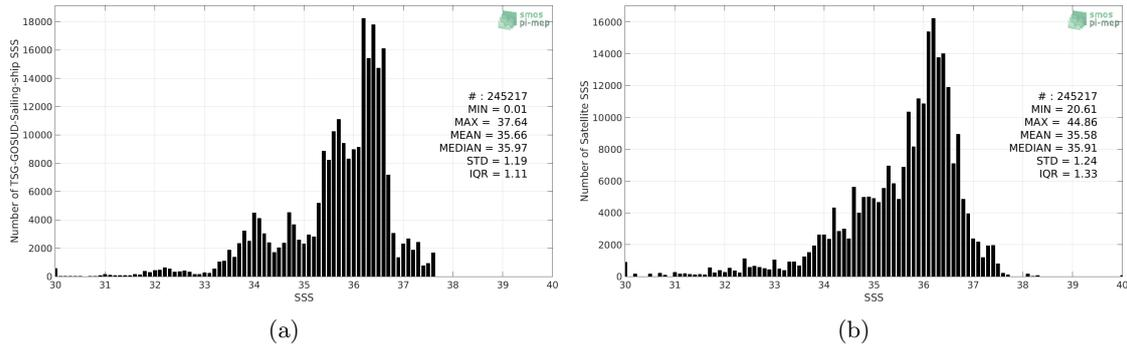 smos
pi-mep
Number of TSG-GOSUD-Sailing-ship SSS
18000
16000
14000
12000
10000
8000
6000
4000
2000
0
# : 245217
MIN = 0.01
MAX = 37.64
MEAN = 35.66
MEDIAN = 35.97
STD = 1.19
IQR = 1.11
30 31 32 33 34 35 36 37 38 39 40
SSS
(a)
smos
pi-mep
Number of Satellite SSS
16000
14000
12000
10000
8000
6000
4000
2000
0
# : 245217
MIN = 20.61
MAX = 44.86
MEAN = 35.58
MEDIAN = 35.91
STD = 1.24
IQR = 1.33
30 31 32 33 34 35 36 37 38 39 40
SSS
(b)